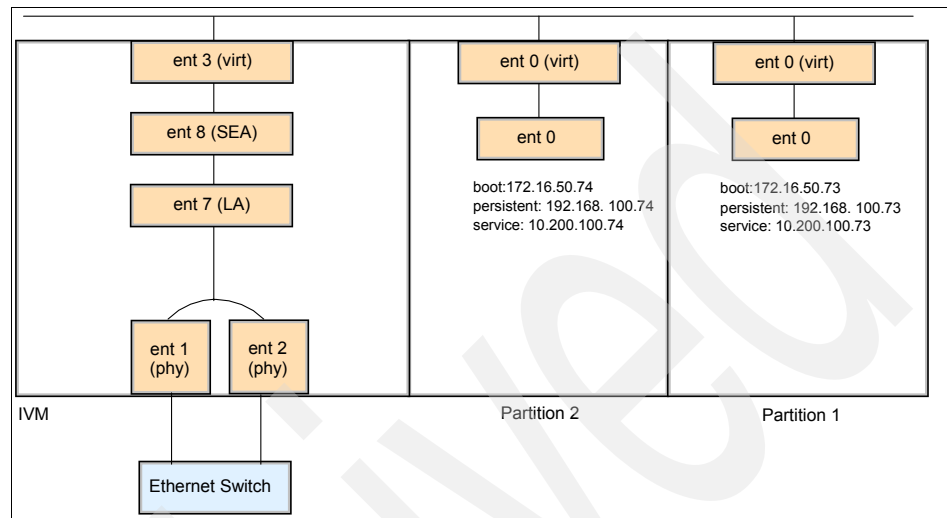 ent 3 (virt)
ent 0 (virt)
ent 0 (virt)
ent 8 (SEA)
ent 0
ent 0
ent 7 (LA)
boot:172.16.50.74
persistent: 192.168. 100.74
service: 10.200.100.74
boot:172.16.50.73
persistent: 192.168. 100.73
service: 10.200.100.73
ent 1
(phy)
ent 2
(phy)
IVM
Partition 2
Partition 1
Ethernet Switch